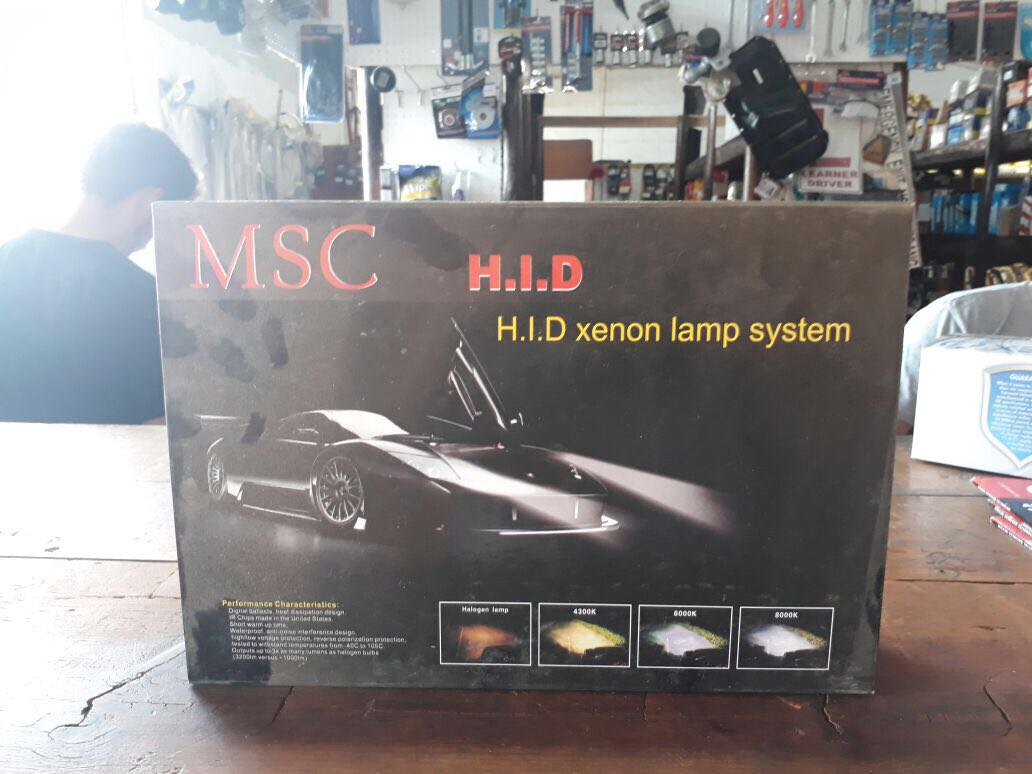 LEARNER
DRIVER
MSC
H.I.D
H.I.D xenon lamp system
Performance Characteristics:
Digital ballasts, heat dissipation design.
IR Chips made in the United States.
Short warm up time,
Waterproof, anti-noise interference design,
high/low voltage protection, reverse polarization protection,
tested to withstand temperatures from -40C to 105C
Outputs up to 3x as many lumens as halogen bulbs
(3200lm versus ~1000lm)
Halogen lamp
4300K
6000K
8000K